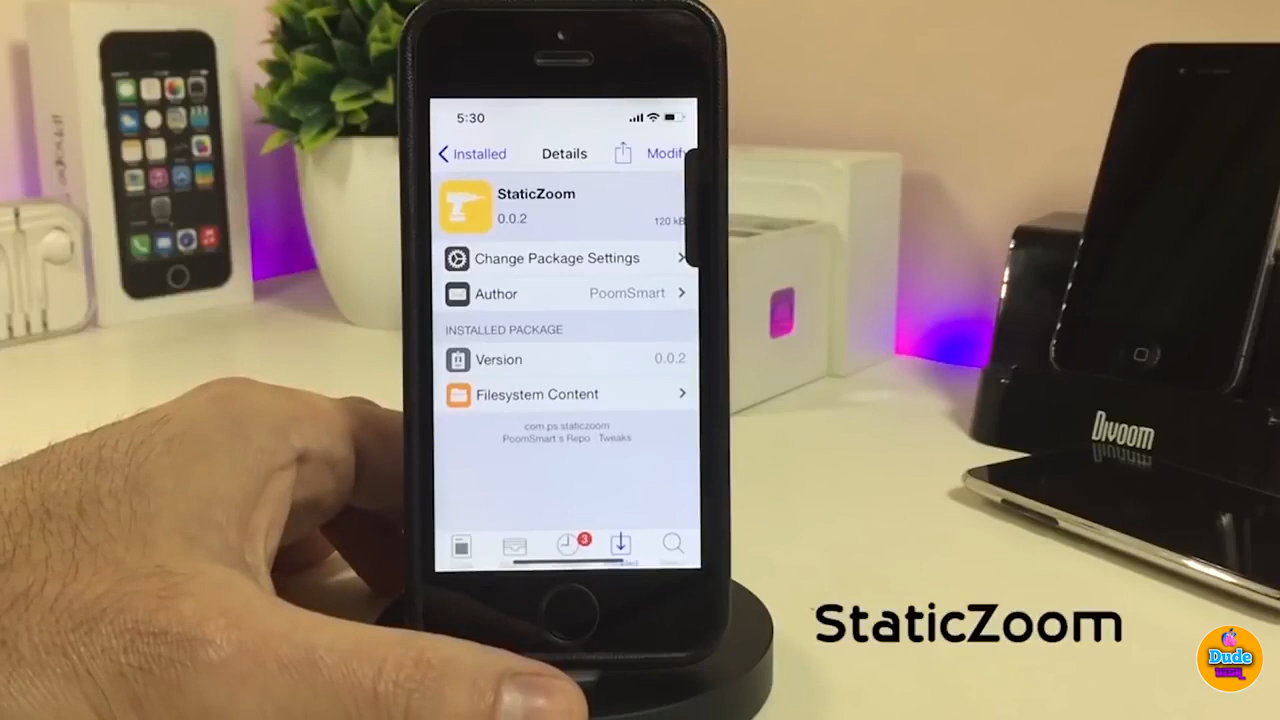 5:30
Installed
Details
Modify
StaticZoom
0.0.2
120 kB
Change Package Settings
Author
PoomSmart
INSTALLED PACKAGE
Version
0.0.2
Filesystem Content
com.ps.staticzoom
PoomSmart's Repo · Tweaks
3
Divoom
StaticZoom
Dude